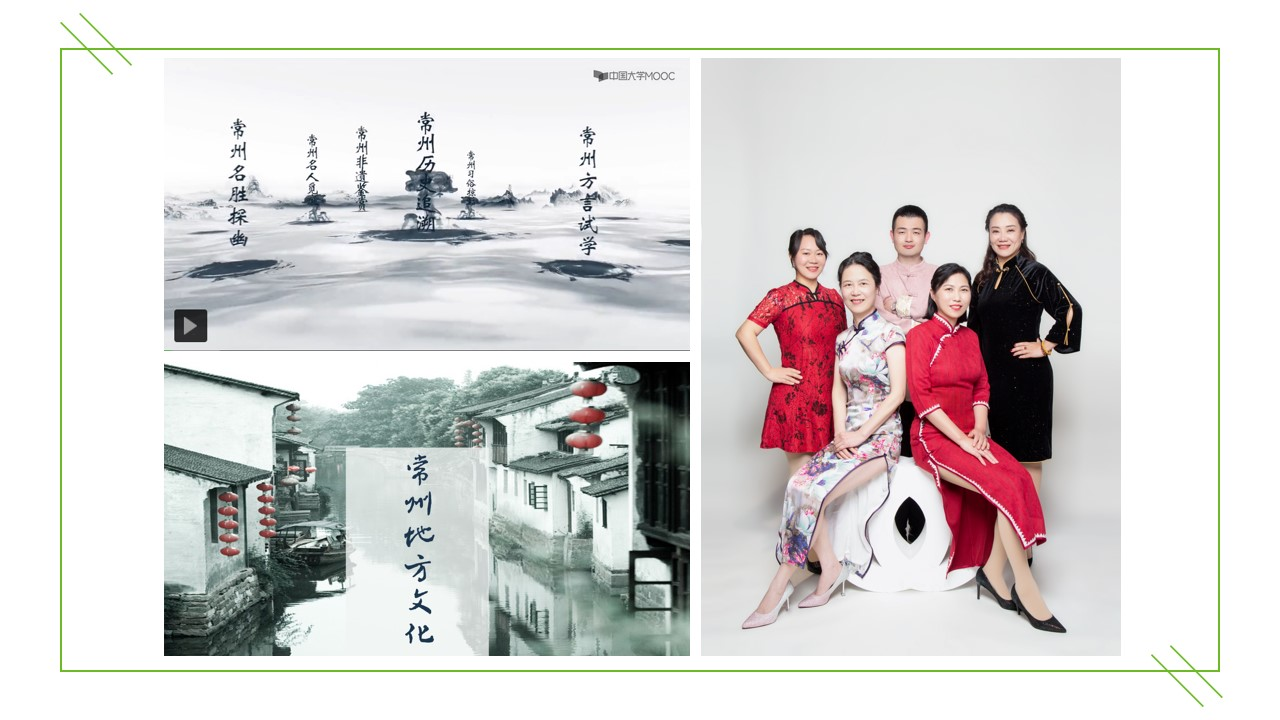 中国大学MOOC
常州名胜探幽
常州名人见
常州非遗鉴赏
常州历史追溯
常州习俗
常州方言试学
常州地方文化